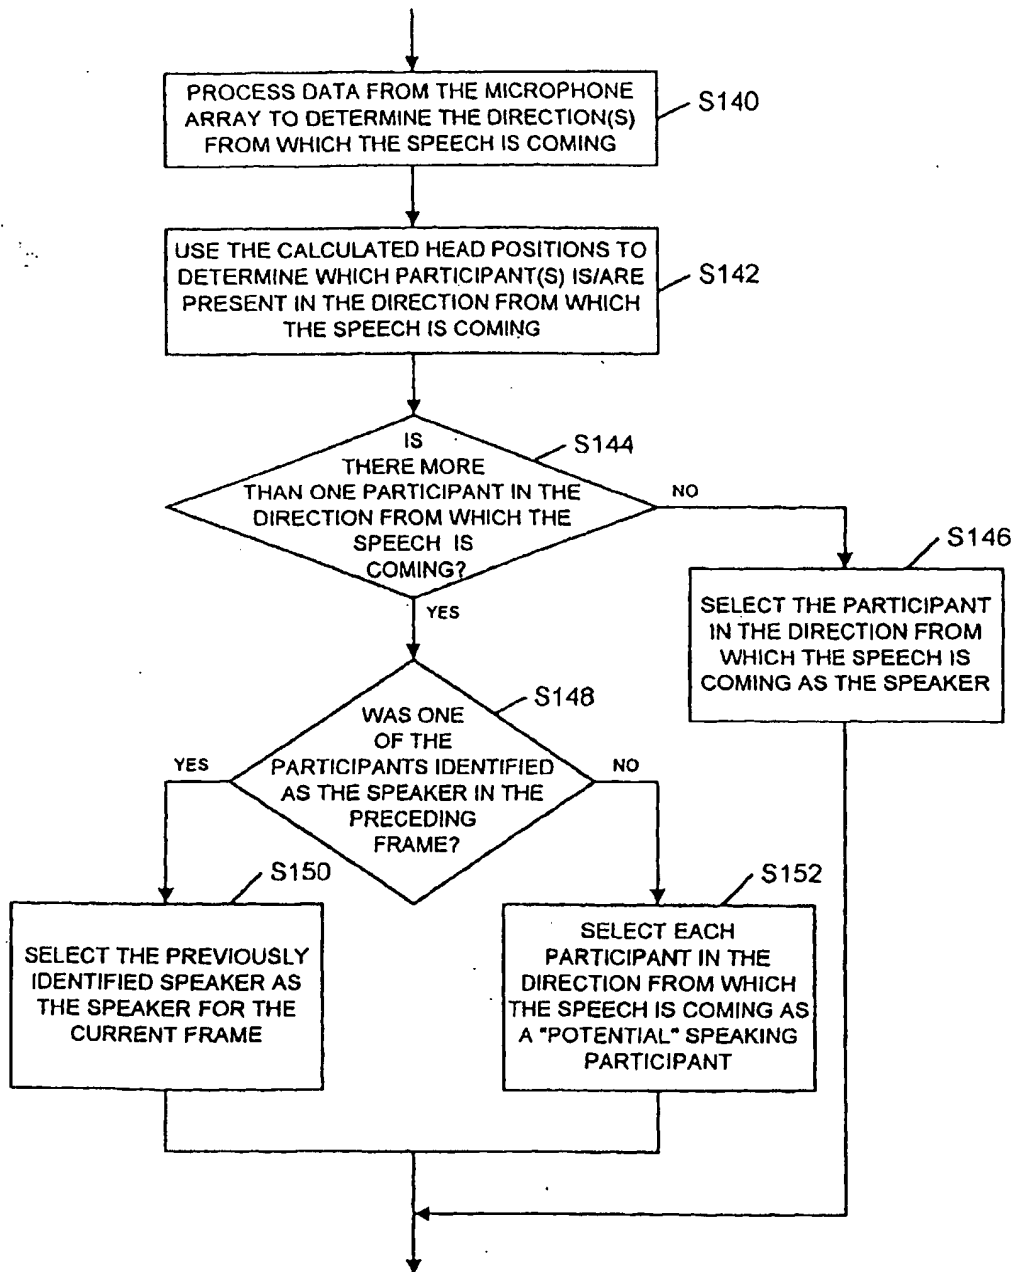 PROCESS DATA FROM THE MICROPHONE
ARRAY TO DETERMINE THE DIRECTION(S)
FROM WHICH THE SPEECH IS COMING
S140
USE THE CALCULATED HEAD POSITIONS TO
DETERMINE WHICH PARTICIPANT(S) IS/ARE
PRESENT IN THE DIRECTION FROM WHICH
THE SPEECH IS COMING
S142
IS
THERE MORE
THAN ONE PARTICIPANT IN THE
DIRECTION FROM WHICH THE
SPEECH IS
COMING?
S144
NO
YES
S146
SELECT THE PARTICIPANT
IN THE DIRECTION FROM
WHICH THE SPEECH IS
COMING AS THE SPEAKER
WAS ONE
OF THE
PARTICIPANTS IDENTIFIED
AS THE SPEAKER IN THE
PRECEDING
FRAME?
S148
YES
NO
S150
SELECT THE PREVIOUSLY
IDENTIFIED SPEAKER AS
THE SPEAKER FOR THE
CURRENT FRAME
S152
SELECT EACH
PARTICIPANT IN THE
DIRECTION FROM WHICH
THE SPEECH IS COMING AS
A "POTENTIAL" SPEAKING
PARTICIPANT